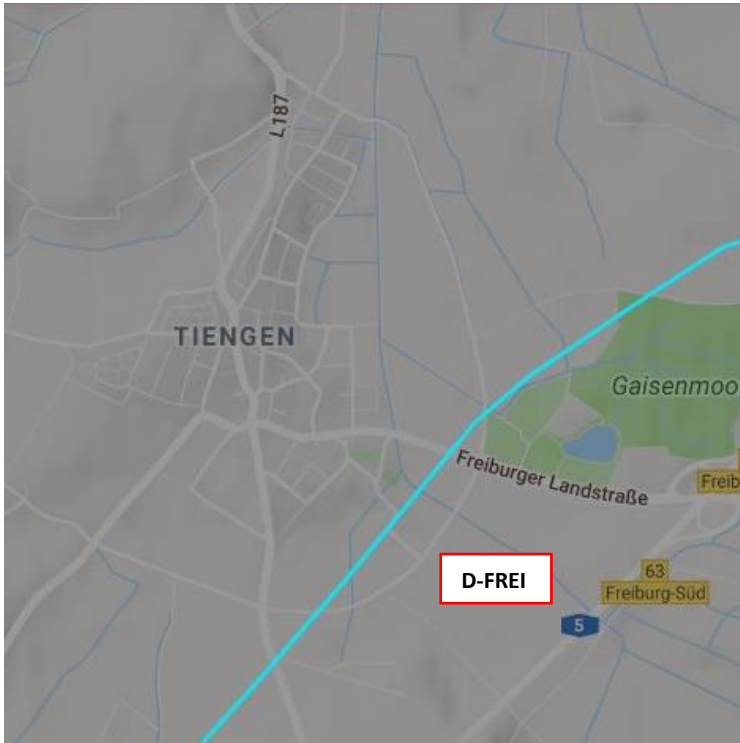 L187
TIENGEN
Gaisenmoo
Freiburger Landstraße
Freib
D-FREI
63
Freiburg-Süd
5